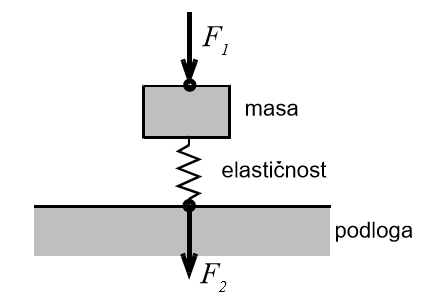 F₁
masa
elastičnost
podloga
F₂